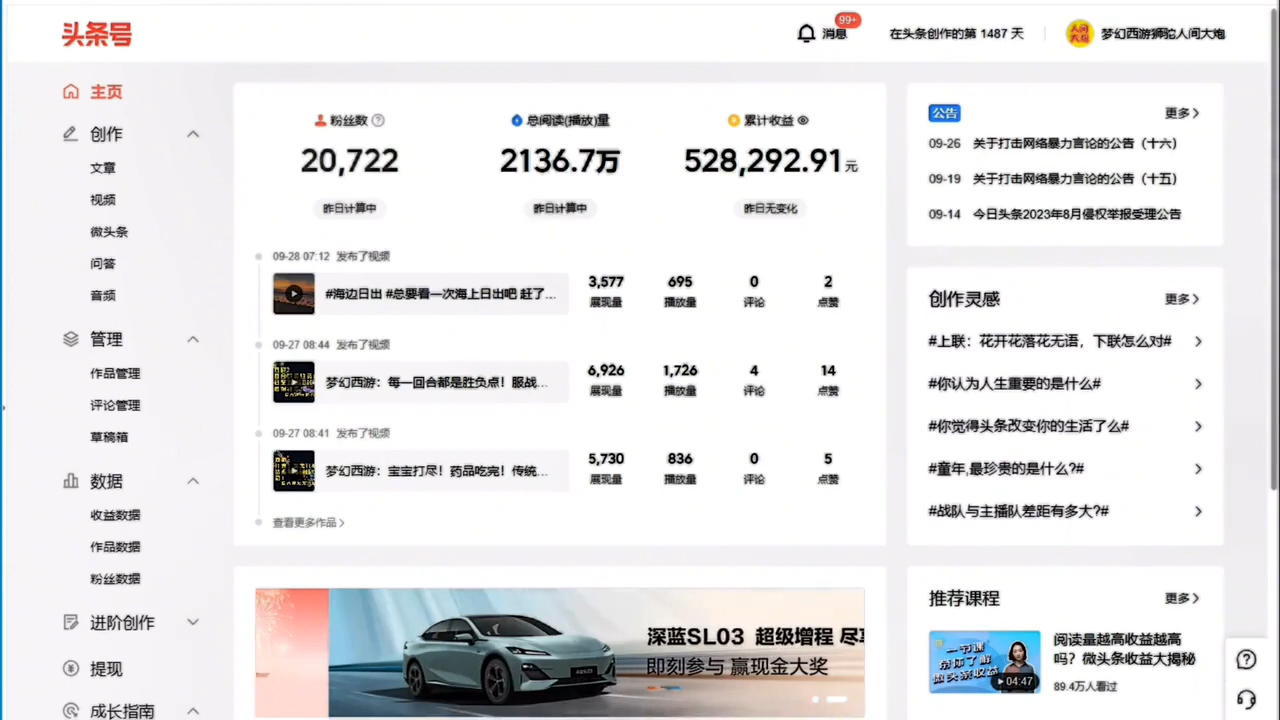 头条号
消息
99+
在头条创作的第 1487 天
梦幻西游狮驼人间大炮
主页
创作
文章
视频
微头条
问答
音频
管理
作品管理
评论管理
草稿箱
数据
收益数据
作品数据
粉丝数据
进阶创作
提现
成长指南
粉丝数
20,722
昨日计算中
总阅读(播放)量
2136.7万
昨日计算中
累计收益
528,292.91元
昨日无变化
09-28 07:12 发布了视频
#海边日出 #总要看一次海上日出吧 赶了...
3,577 695 0 2
展现量 播放量 评论 点赞
09-27 08:44 发布了视频
梦幻西游：每一回合都是胜负点！服战...
6,926 1,726 4 14
展现量 播放量 评论 点赞
09-27 08:41 发布了视频
梦幻西游：宝宝打尽！药品吃完！传统...
5,730 836 0 5
展现量 播放量 评论 点赞
查看更多作品
深蓝SL03 超级增程 尽
即刻参与 赢现金大奖
公告
更多
09-26 关于打击网络暴力言论的公告（十六）
09-19 关于打击网络暴力言论的公告（十五）
09-14 今日头条2023年8月侵权举报受理公告
创作灵感
更多
#上联：花开花落花无语，下联怎么对#
#你认为人生重要的是什么#
#你觉得头条改变你的生活了么#
#童年,最珍贵的是什么?#
#战队与主播队差距有多大?#
推荐课程
更多
一节课
带你了解
微头条收益
04:47
阅读量越高收益越高
吗？微头条收益大揭秘
89.4万人看过